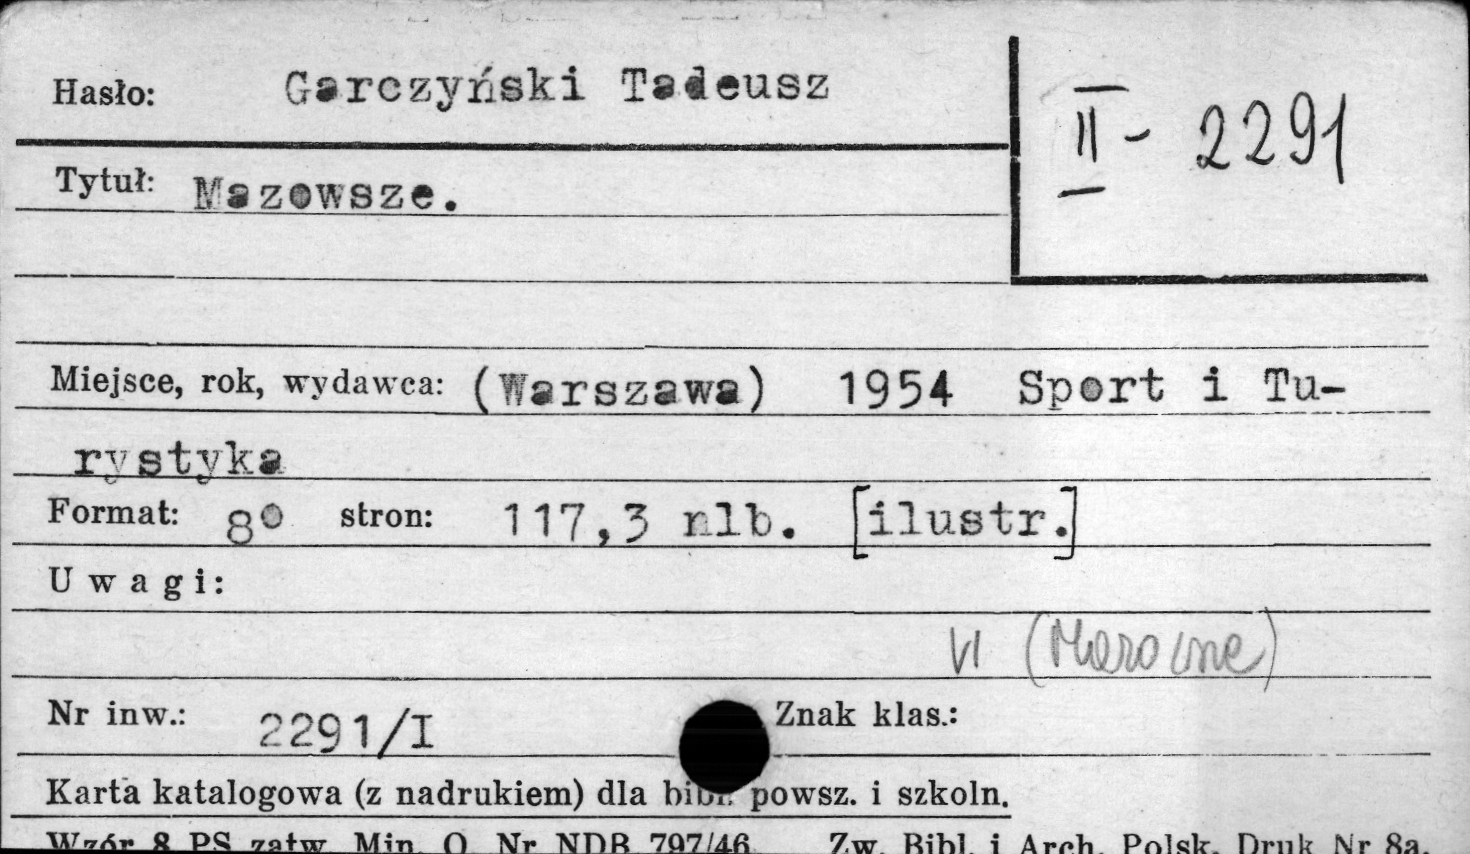 Hasło: Garczyński Tadeusz
II - 2291
Tytuł: Mazowsze.
Miejsce, rok, wydawca: (Warszawa) 1954 Sport i Tu-
rystyka
Format: 8° stron: 117,3 nlb. [ilustr.]
Uwagi:
VI
Nr inw.: 2291/I Znak klas.:
Karta katalogowa (z nadrukiem) dla bibl. powsz. i szkoln.
Wzór 8 PS zatw. Min. O. Nr NDB 797/46. Zw. Bibl. i Arch. Polsk. Druk Nr 8a.